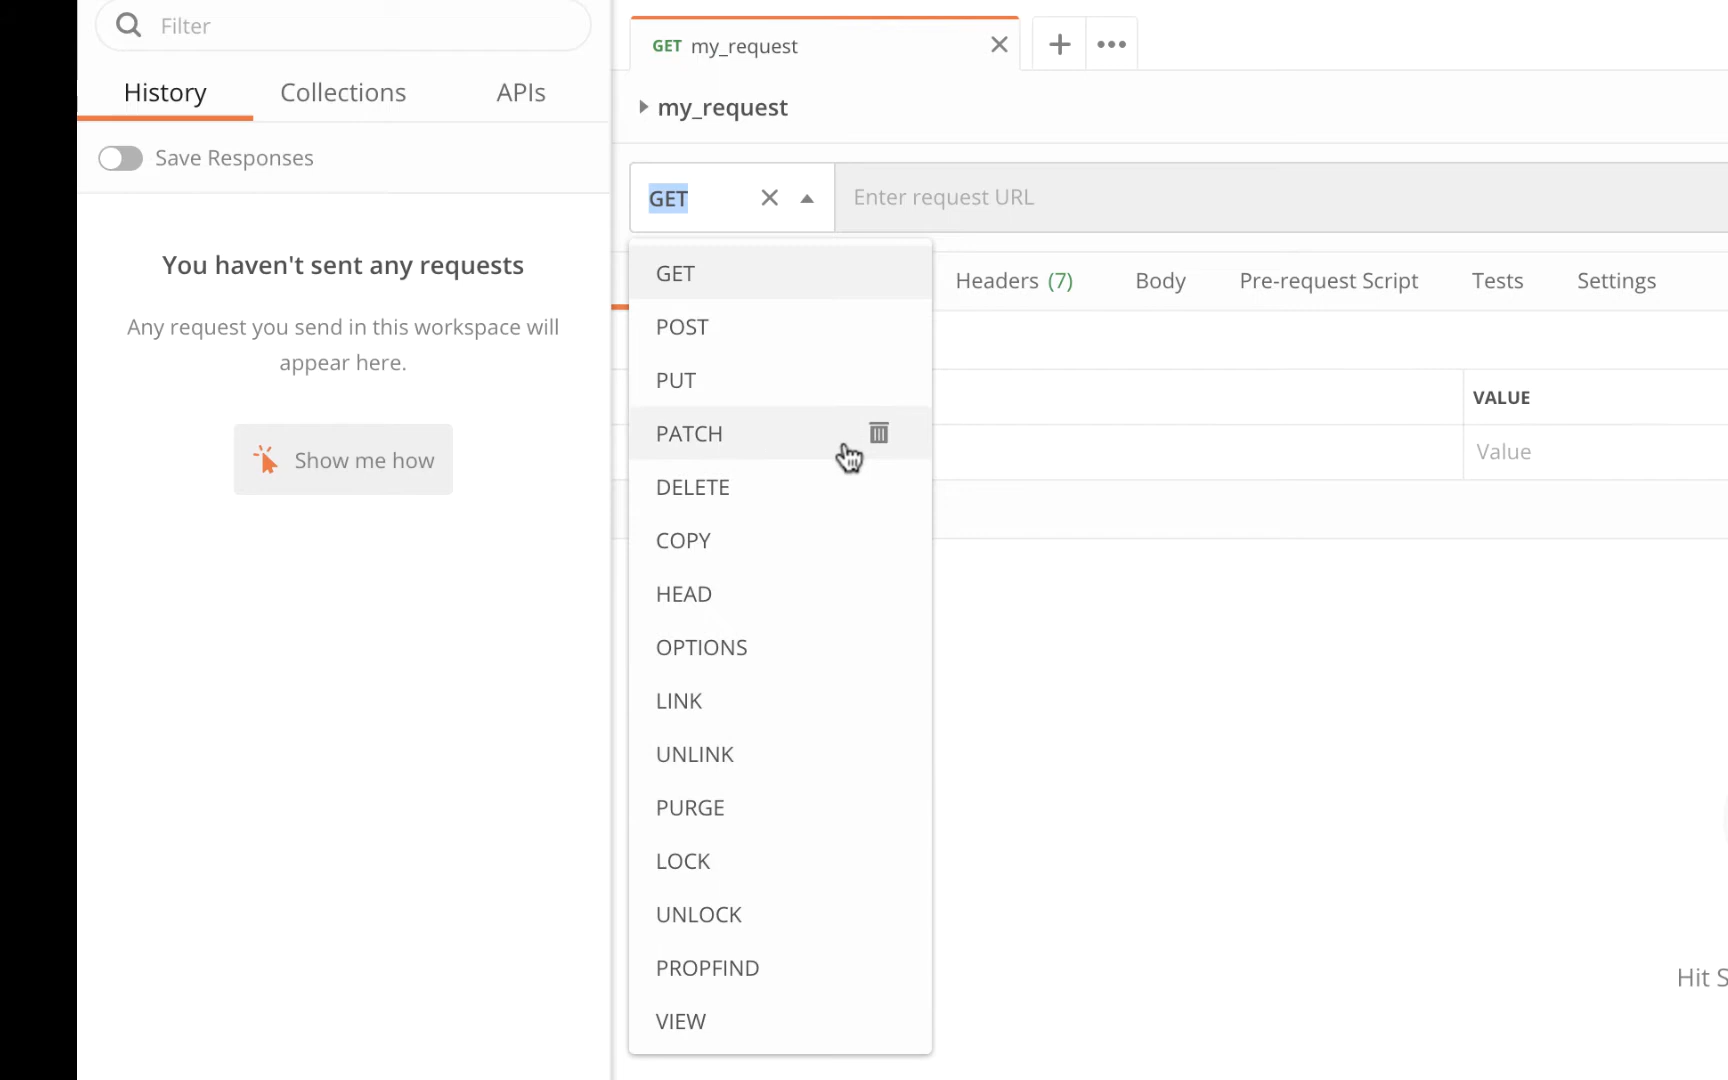 Filter
History Collections APIs
Save Responses
You haven't sent any requests
Any request you send in this workspace will
appear here.
Show me how
GET my_request
my_request
GET Enter request URL
GET
POST
PUT
PATCH
DELETE
COPY
HEAD
OPTIONS
LINK
UNLINK
PURGE
LOCK
UNLOCK
PROPFIND
VIEW
Headers (7) Body Pre-request Script Tests Settings
VALUE
Value
Hit S